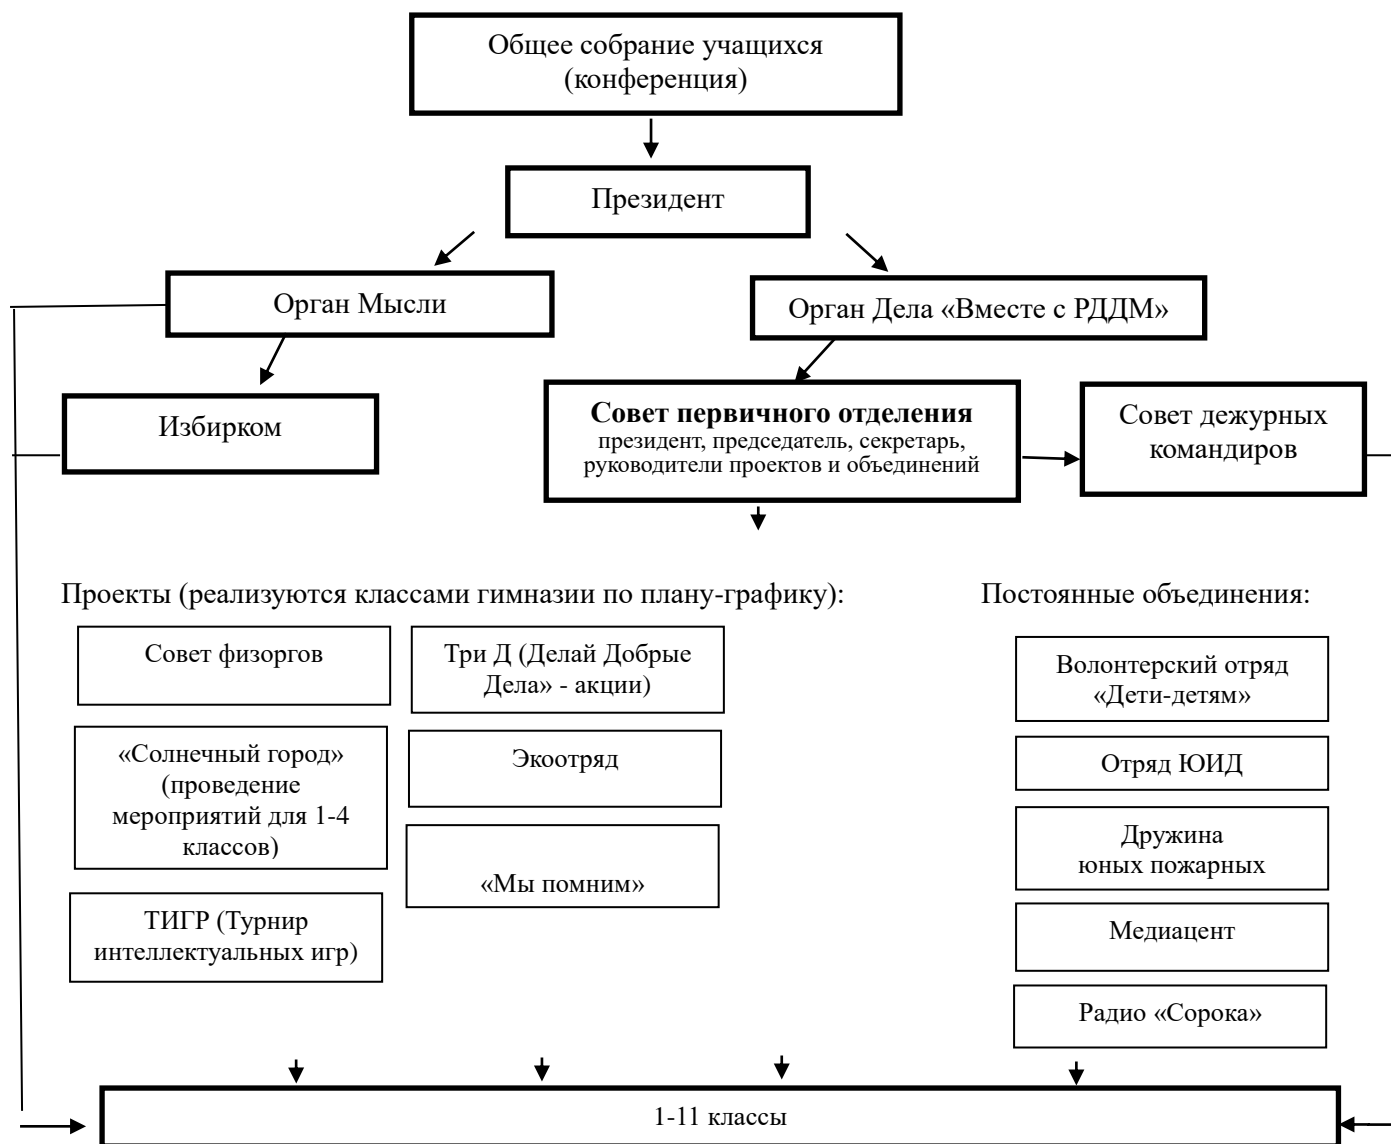 Общее собрание учащихся
(конференция)
Президент
Орган Мысли
Орган Дела «Вместе с РДДМ»
Избирком
Совет первичного отделения
президент, председатель, секретарь,
руководители проектов и объединений
Совет дежурных
командиров
Проекты (реализуются классами гимназии по плану-графику):
Постоянные объединения:
Совет физоргов
«Солнечный город»
(проведение
мероприятий для 1-4
классов)
ТИГР (Турнир
интеллектуальных игр)
Три Д (Делай Добрые
Дела» - акции)
Экоотряд
«Мы помним»
Волонтерский отряд
«Дети-детям»
Отряд ЮИД
Дружина
юных пожарных
Медиацент
Радио «Сорока»
1-11 классы